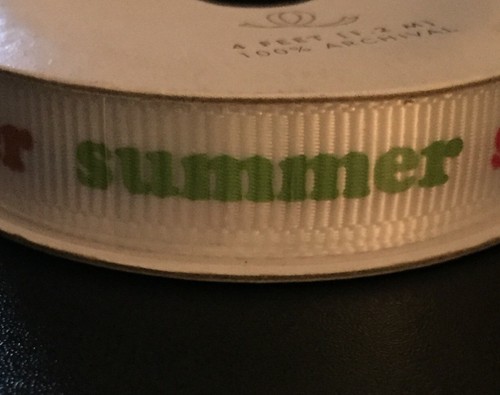 4 FEET || 1.2 M
100% ARCHIVAL
r summer s